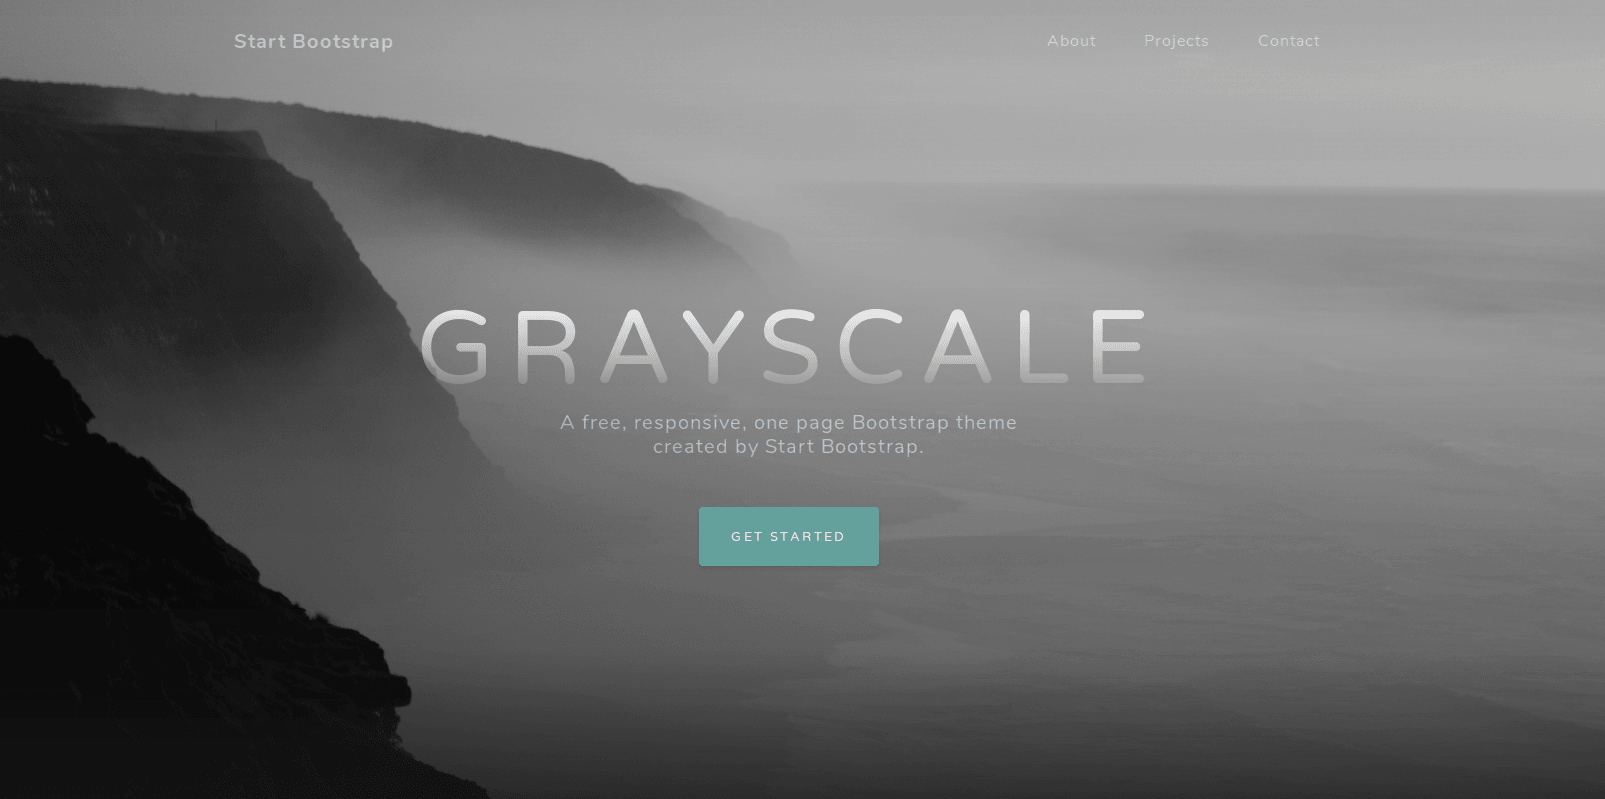 Start Bootstrap
About
Projects
Contact
GRAYSCALE
A free, responsive, one page Bootstrap theme
created by Start Bootstrap.
GET STARTED